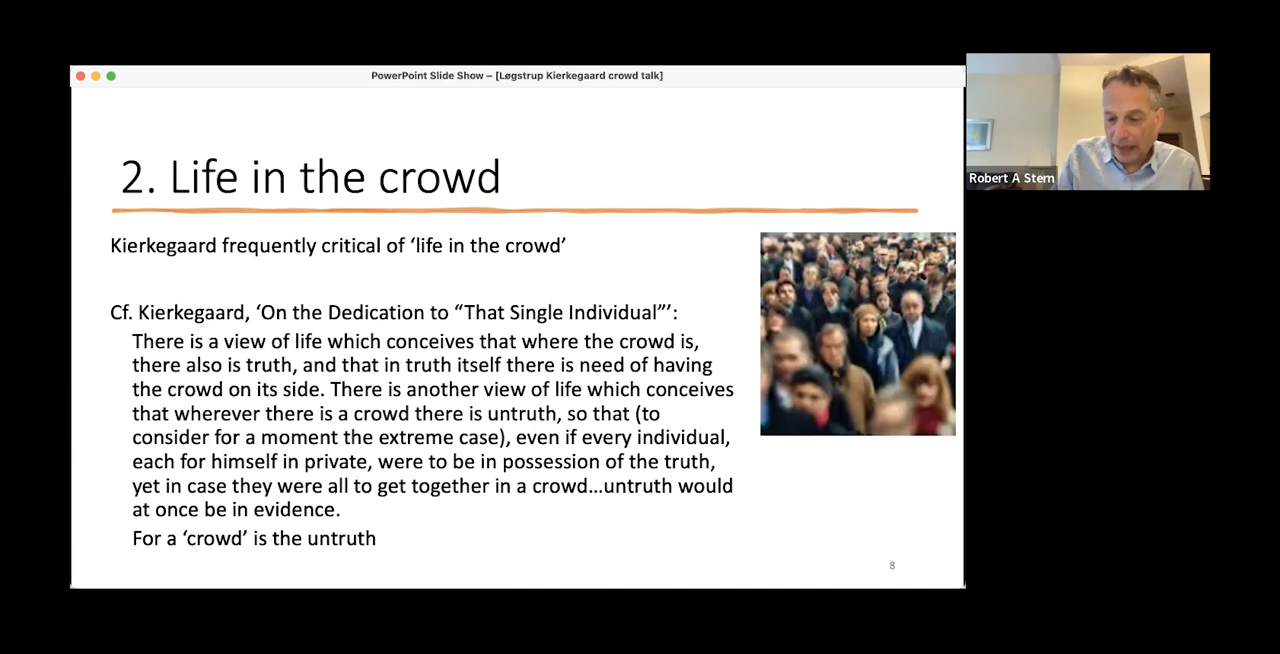 PowerPoint Slide Show – [Løgstrup Kierkegaard crowd talk]
2. Life in the crowd
Kierkegaard frequently critical of ‘life in the crowd’
Cf. Kierkegaard, ‘On the Dedication to “That Single Individual”’:
There is a view of life which conceives that where the crowd is,
there also is truth, and that in truth itself there is need of having
the crowd on its side. There is another view of life which conceives
that wherever there is a crowd there is untruth, so that (to
consider for a moment the extreme case), even if every individual,
each for himself in private, were to be in possession of the truth,
yet in case they were all to get together in a crowd…untruth would
at once be in evidence.
For a ‘crowd’ is the untruth
8
Robert A Stern